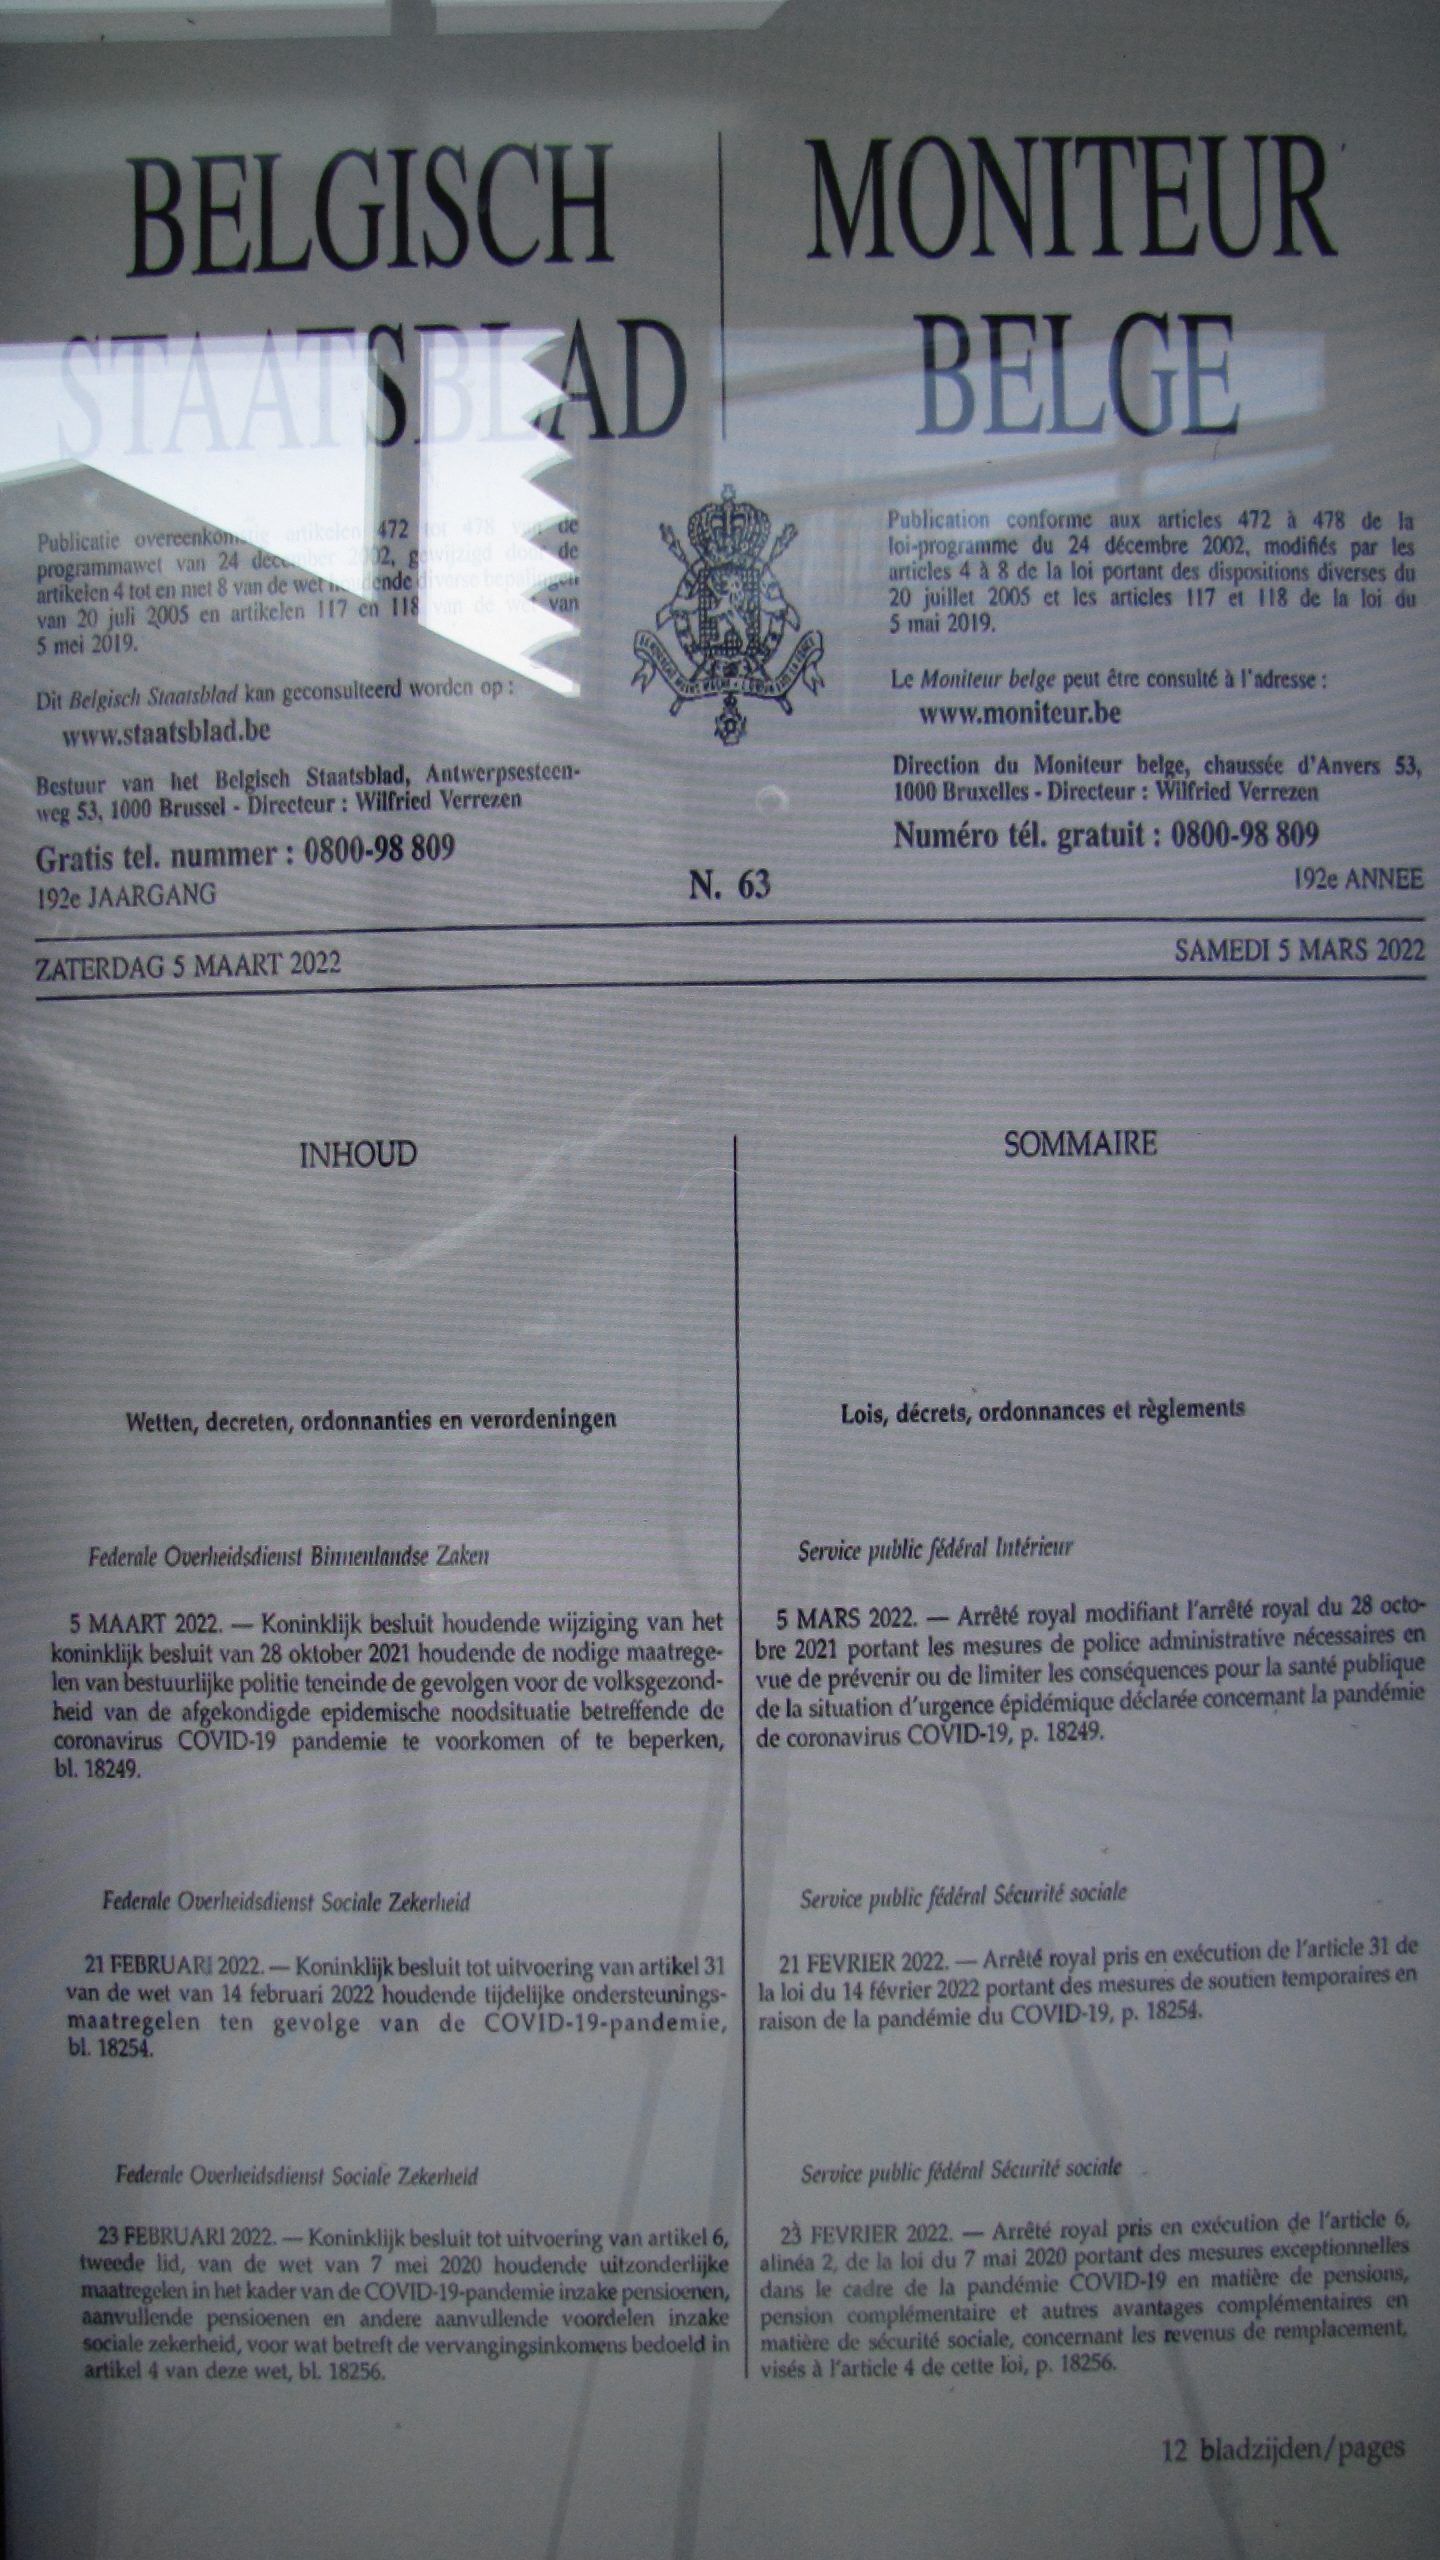 BELGISCH
STAATSBLAD
MONITEUR
BELGE
Publicatie overeenkomstig artikelen 472 tot 478 van de
programmawet van 24 december 2002, gewijzigd door de
artikelen 4 tot en met 8 van de wet houdende diverse bepalingen
van 20 juli 2005 en artikelen 117 en 118 van de wet van
5 mei 2019.
Dit Belgisch Staatsblad kan geconsulteerd worden op :
www.staatsblad.be
Bestuur van het Belgisch Staatsblad, Antwerpsesteen-
weg 53, 1000 Brussel - Directeur : Wilfried Verrezen
Gratis tel. nummer : 0800-98 809
192e JAARGANG
N. 63
Publication conforme aux articles 472 à 478 de la
loi-programme du 24 décembre 2002, modifiés par les
articles 4 à 8 de la loi portant des dispositions diverses du
20 juillet 2005 et les articles 117 et 118 de la loi du
5 mai 2019.
Le Moniteur belge peut être consulté à l'adresse :
www.moniteur.be
Direction du Moniteur belge, chaussée d'Anvers 53,
1000 Bruxelles - Directeur : Wilfried Verrezen
Numéro tél. gratuit : 0800-98 809
192e ANNEE
ZATERDAG 5 MAART 2022
SAMEDI 5 MARS 2022
INHOUD
Wetten, decreten, ordonnanties en verordeningen
Federale Overheidsdienst Binnenlandse Zaken
5 MAART 2022. — Koninklijk besluit houdende wijziging van het
koninklijk besluit van 28 oktober 2021 houdende de nodige maatrege-
len van bestuurlijke politie teneinde de gevolgen voor de volksgezond-
heid van de afgekondigde epidemische noodsituatie betreffende de
coronavirus COVID-19 pandemie te voorkomen of te beperken,
bl. 18249.
Federale Overheidsdienst Sociale Zekerheid
21 FEBRUARI 2022. — Koninklijk besluit tot uitvoering van artikel 31
van de wet van 14 februari 2022 houdende tijdelijke ondersteunings-
maatregelen ten gevolge van de COVID-19-pandemie,
bl. 18254.
Federale Overheidsdienst Sociale Zekerheid
23 FEBRUARI 2022. — Koninklijk besluit tot uitvoering van artikel 6,
tweede lid, van de wet van 7 mei 2020 houdende uitzonderlijke
maatregelen in het kader van de COVID-19-pandemie inzake pensioenen,
aanvullende pensioenen en andere aanvullende voordelen inzake
sociale zekerheid, voor wat betreft de vervangingsinkomens bedoeld in
artikel 4 van deze wet, bl. 18256.
SOMMAIRE
Lois, décrets, ordonnances et règlements
Service public fédéral Intérieur
5 MARS 2022. — Arrêté royal modifiant l'arrêté royal du 28 octo-
bre 2021 portant les mesures de police administrative nécessaires en
vue de prévenir ou de limiter les conséquences pour la santé publique
de la situation d'urgence épidémique déclarée concernant la pandémie
de coronavirus COVID-19, p. 18249.
Service public fédéral Sécurité sociale
21 FEVRIER 2022. — Arrêté royal pris en exécution de l'article 31 de
la loi du 14 février 2022 portant des mesures de soutien temporaires en
raison de la pandémie du COVID-19, p. 18254.
Service public fédéral Sécurité sociale
23 FEVRIER 2022. — Arrêté royal pris en exécution de l'article 6,
alinéa 2, de la loi du 7 mai 2020 portant des mesures exceptionnelles
dans le cadre de la pandémie COVID-19 en matière de pensions,
pension complémentaire et autres avantages complémentaires en
matière de sécurité sociale, concernant les revenus de remplacement,
visés à l'article 4 de cette loi, p. 18256.
12 bladzijden/pages